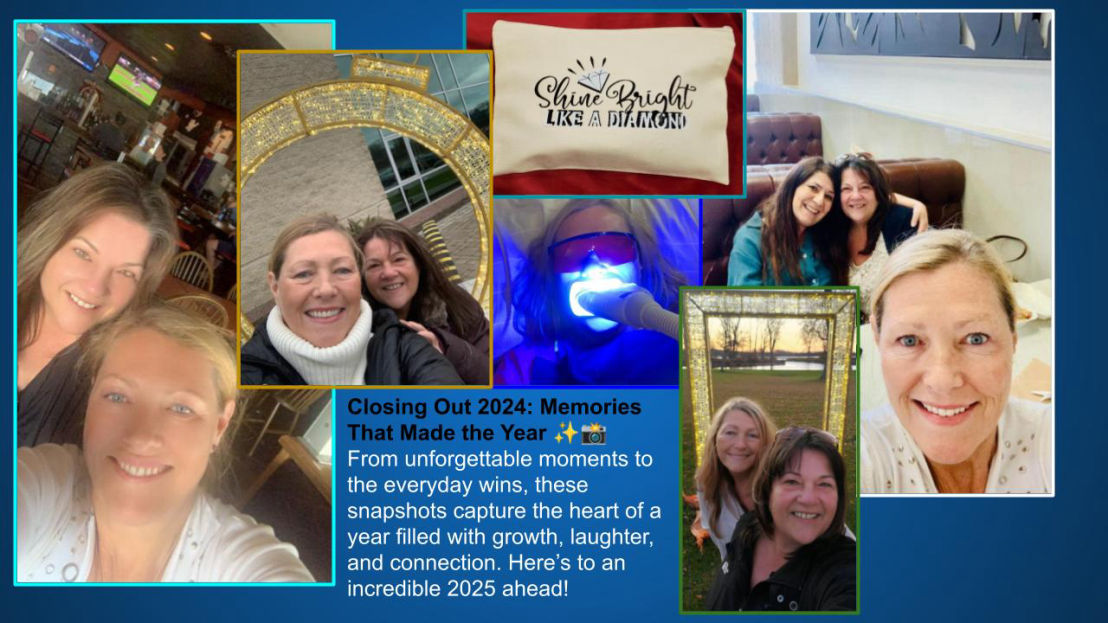 Shine Bright
LIKE A DIAMOND
Closing Out 2024: Memories
That Made the Year ✨📸
From unforgettable moments to
the everyday wins, these
snapshots capture the heart of a
year filled with growth, laughter,
and connection. Here's to an
incredible 2025 ahead!